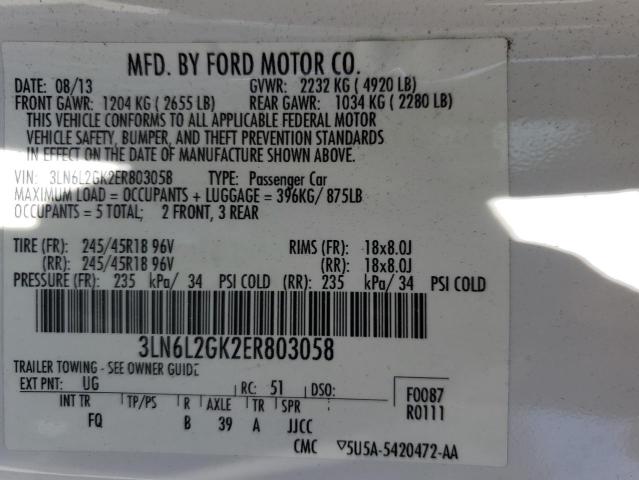 MFD. BY FORD MOTOR CO.
DATE: 08/13 GVWR: 2232 KG ( 4920 LB)
FRONT GAWR: 1204 KG ( 2655 LB) REAR GAWR: 1034 KG ( 2280 LB)
THIS VEHICLE CONFORMS TO ALL APPLICABLE FEDERAL MOTOR
VEHICLE SAFETY, BUMPER, AND THEFT PREVENTION STANDARDS
IN EFFECT ON THE DATE OF MANUFACTURE SHOWN ABOVE.
VIN: 3LN6L2GK2ER803058 TYPE: Passenger Car
MAXIMUM LOAD = OCCUPANTS + LUGGAGE = 396KG/ 875LB
OCCUPANTS = 5 TOTAL; 2 FRONT, 3 REAR
TIRE (FR): 245/45R18 96V RIMS (FR): 18x8.0J
(RR): 245/45R18 96V (RR): 18x8.0J
PRESSURE (FR): 235 kPa/ 34 PSI COLD (RR): 235 kPa/ 34 PSI COLD
3LN6L2GK2ER803058
TRAILER TOWING - SEE OWNER GUIDE
EXT PNT: UG RC: 51 DSO: F0087
INT TR TP/PS R AXLE TR SPR R0111
FQ B 39 A JJCC
CMC ▽5U5A-5420472-AA